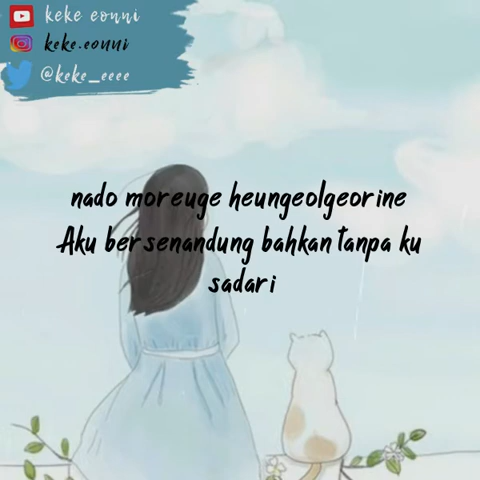 keke eonni
keke.eonni
@keke_eeee
nado moreuge heungeolgeorine
Aku bersenandung bahkan tanpa ku
sadari